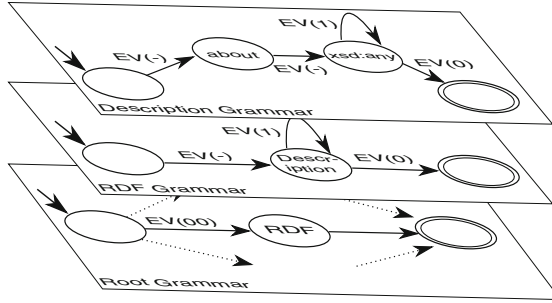 EV(1)
EV(-)
about
EV(-)
xsd:any
EV(0)
Description Grammar
EV(1)
EV(-)
Descr-
iption
EV(0)
RDF Grammar
EV(00)
RDF
Root Grammar